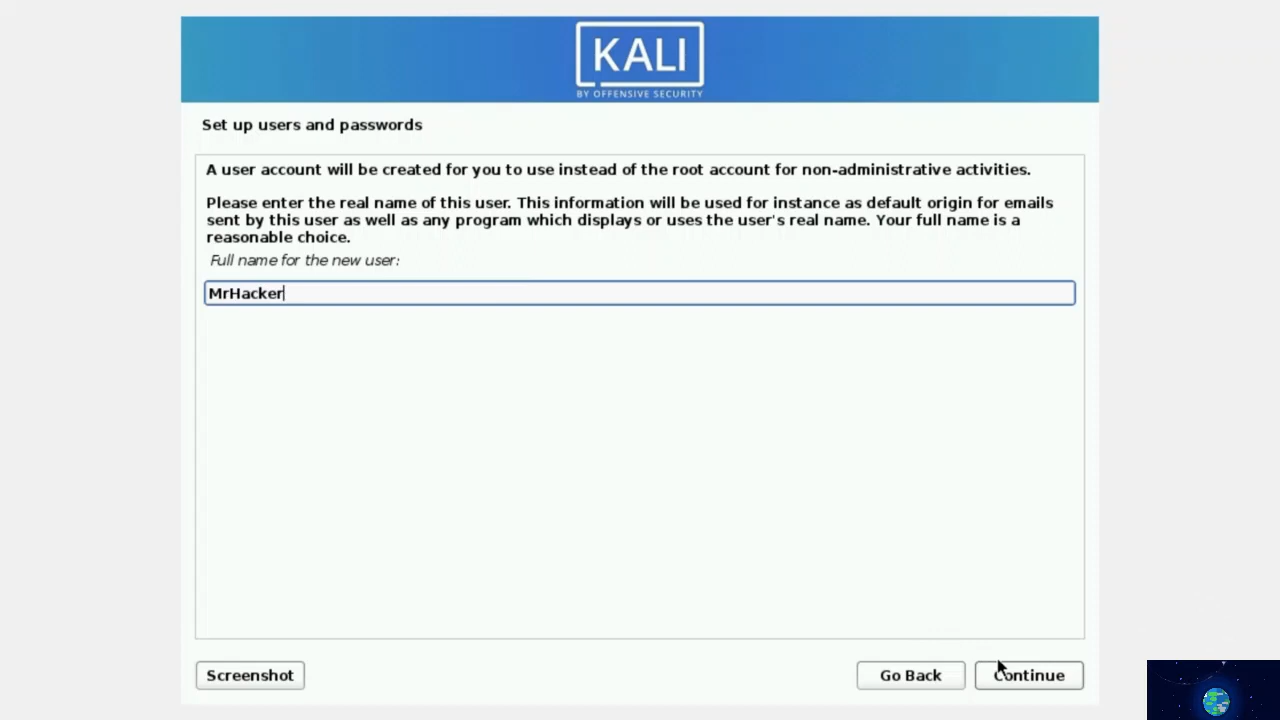 KALI
BY OFFENSIVE SECURITY
Set up users and passwords
A user account will be created for you to use instead of the root account for non-administrative activities.
Please enter the real name of this user. This information will be used for instance as default origin for emails
sent by this user as well as any program which displays or uses the user's real name. Your full name is a
reasonable choice.
Full name for the new user:
MrHacker
Screenshot
Go Back
Continue